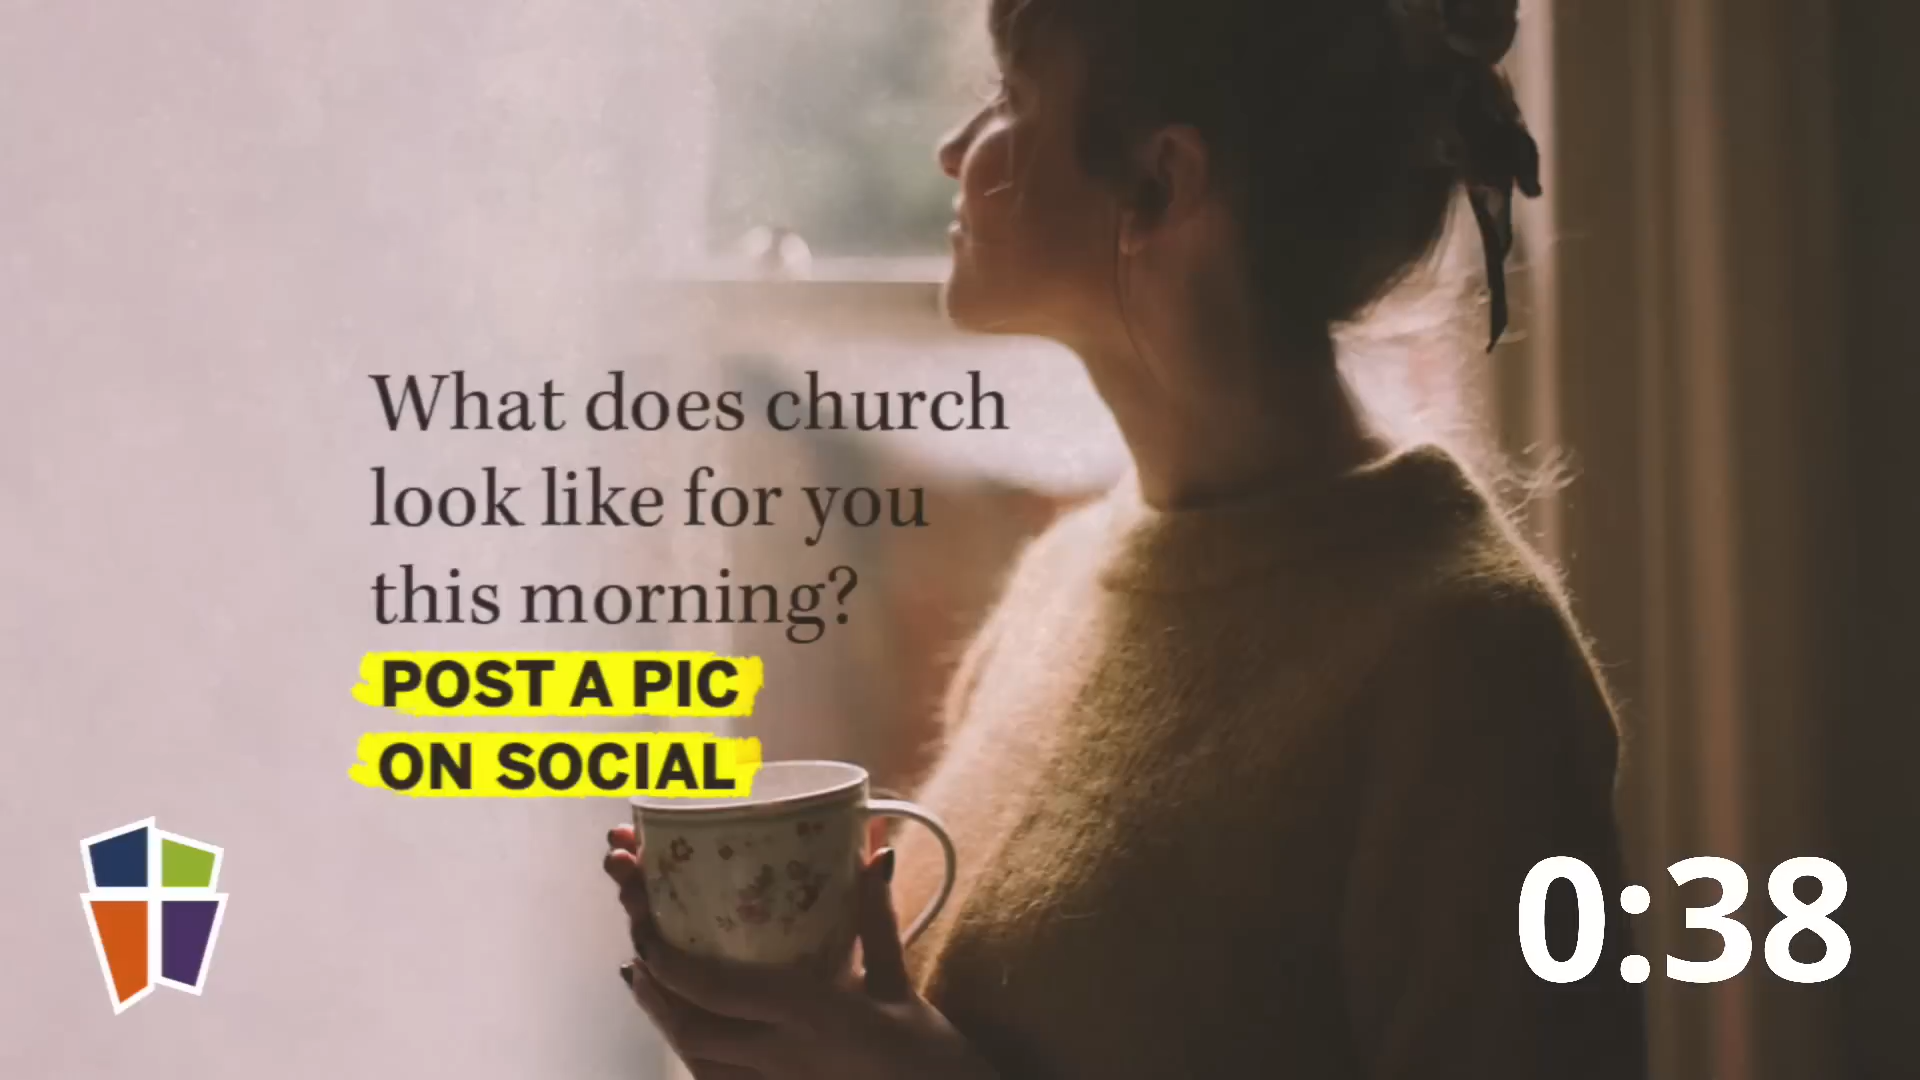 What does church
look like for you
this morning?
POST A PIC
ON SOCIAL
0:38